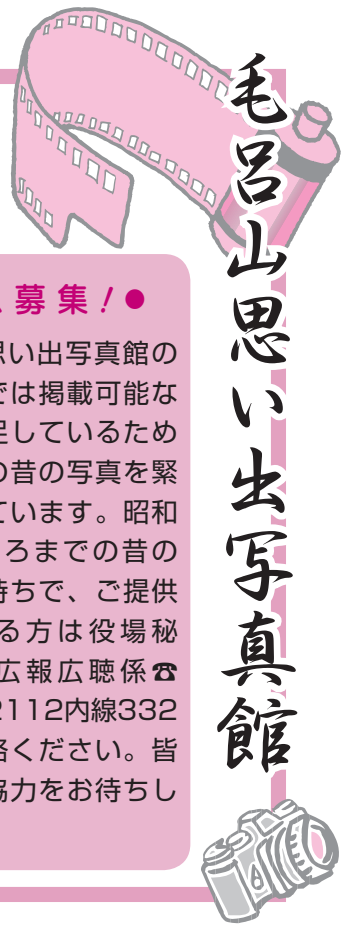 毛呂山思い出写真館
募集!●
思い出写真館の
では掲載可能な
足しているため
の昔の写真を緊
ています。昭和
ろまでの昔の
持ちで、ご提供
る方は役場秘
広報広聴係☎
2112内線332
絡ください。皆
協力をお待ちし